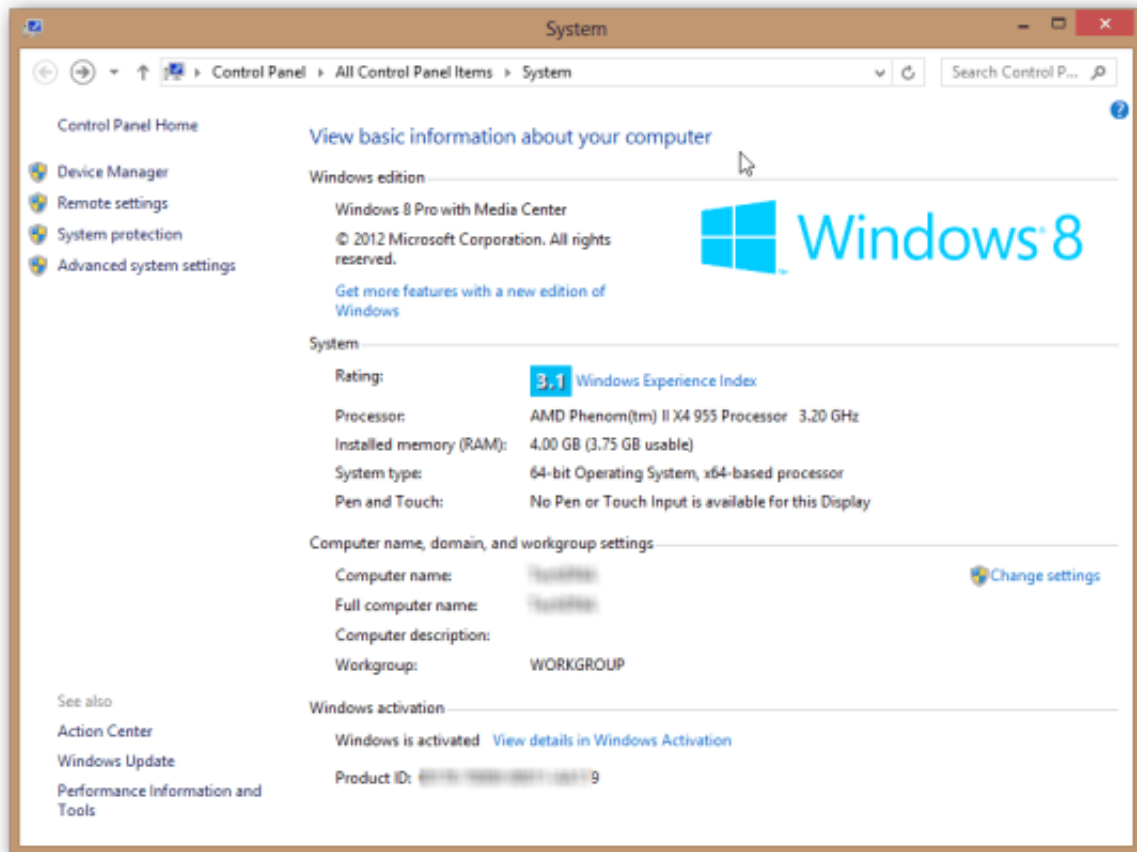 System
Control Panel
All Control Panel Items
System
Search Control P...
Control Panel Home
Device Manager
Remote settings
System protection
Advanced system settings
See also
Action Center
Windows Update
Performance Information and
Tools
View basic information about your computer
Windows edition
Windows 8 Pro with Media Center
© 2012 Microsoft Corporation. All rights
reserved.
Get more features with a new edition of
Windows
Windows 8
System
Rating: 3.1 Windows Experience Index
Processor: AMD Phenom(tm) II X4 955 Processor 3.20 GHz
Installed memory (RAM): 4.00 GB (3.75 GB usable)
System type: 64-bit Operating System, x64-based processor
Pen and Touch: No Pen or Touch Input is available for this Display
Computer name, domain, and workgroup settings
Computer name:
Change settings
Full computer name:
Computer description:
Workgroup: WORKGROUP
Windows activation
Windows is activated View details in Windows Activation
Product ID: 9